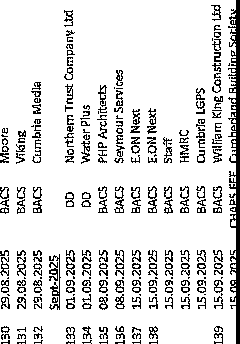 130 29.08.2025 BACS Moore
131 29.08.2025 BACS Viking
132 29.08.2025 BACS Cumbria Media
Sept-2025
133 01.09.2025 DD Northern Trust Company Ltd
134 01.09.2025 DD Water Plus
135 08.09.2025 BACS PHP Architects
136 08.09.2025 BACS Seymour Services
137 15.09.2025 BACS E.ON Next
138 15.09.2025 BACS E.ON Next
15.09.2025 BACS Staff
15.09.2025 BACS HMRC
15.09.2025 BACS Cumbria LGPS
139 15.09.2025 BACS William King Construction Ltd
15.09.2025 CHAPS FEE Cumberland Building Society